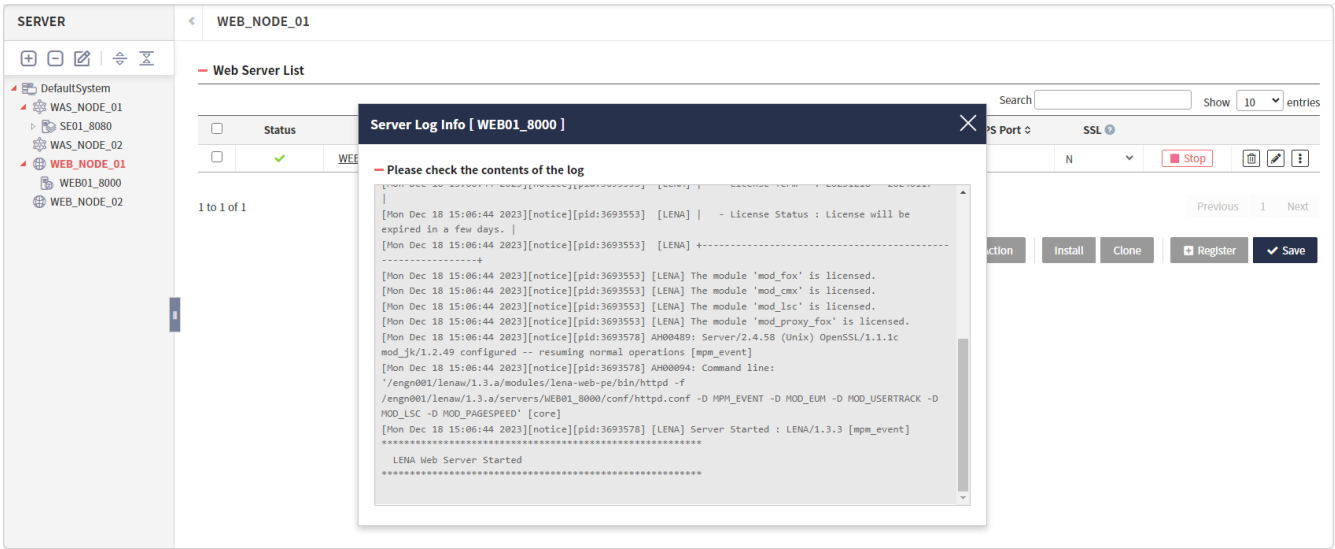 SERVER
WEB_NODE_01
DefaultSystem
WAS_NODE_01
SE01_8080
WAS_NODE_02
WEB_NODE_01
WEB01_8000
WEB_NODE_02
Web Server List
Search
Show 10 entries
Status
PS Port
SSL
WEB
N
Stop
1 to 1 of 1
Previous 1 Next
ction
Install
Clone
Register
Save
Server Log Info [ WEB01_8000 ]
Please check the contents of the log
|
[Mon Dec 18 15:06:44 2023][notice][pid:3693553]  [LENA] |   - License Status : License will be
expired in a few days. |
[Mon Dec 18 15:06:44 2023][notice][pid:3693553]  [LENA] +--------------------------------------------
-----------------+
[Mon Dec 18 15:06:44 2023][notice][pid:3693553] [LENA] The module 'mod_fox' is licensed.
[Mon Dec 18 15:06:44 2023][notice][pid:3693553] [LENA] The module 'mod_cmx' is licensed.
[Mon Dec 18 15:06:44 2023][notice][pid:3693553] [LENA] The module 'mod_lsc' is licensed.
[Mon Dec 18 15:06:44 2023][notice][pid:3693553] [LENA] The module 'mod_proxy_fox' is licensed.
[Mon Dec 18 15:06:44 2023][notice][pid:3693578] AH00489: Server/2.4.58 (Unix) OpenSSL/1.1.1c
mod_jk/1.2.49 configured -- resuming normal operations [mpm_event]
[Mon Dec 18 15:06:44 2023][notice][pid:3693578] AH00094: Command line:
'/engn001/lenaw/1.3.a/modules/lena-web-pe/bin/httpd -f
/engn001/lenaw/1.3.a/servers/WEB01_8000/conf/httpd.conf -D MPM_EVENT -D MOD_EUM -D MOD_USERTRACK -D
MOD_LSC -D MOD_PAGESPEED' [core]
[Mon Dec 18 15:06:44 2023][notice][pid:3693578] [LENA] Server Started : LENA/1.3.3 [mpm_event]
*********************************************************
LENA Web Server Started
*********************************************************